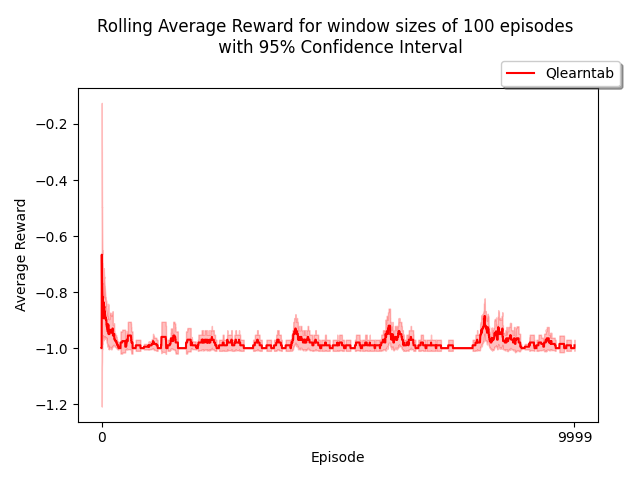 Rolling Average Reward for window sizes of 100 episodes
with 95% Confidence Interval
Qlearntab
−0.2
−0.4
−0.6
−0.8
−1.0
−1.2
Average Reward
0 9999
Episode